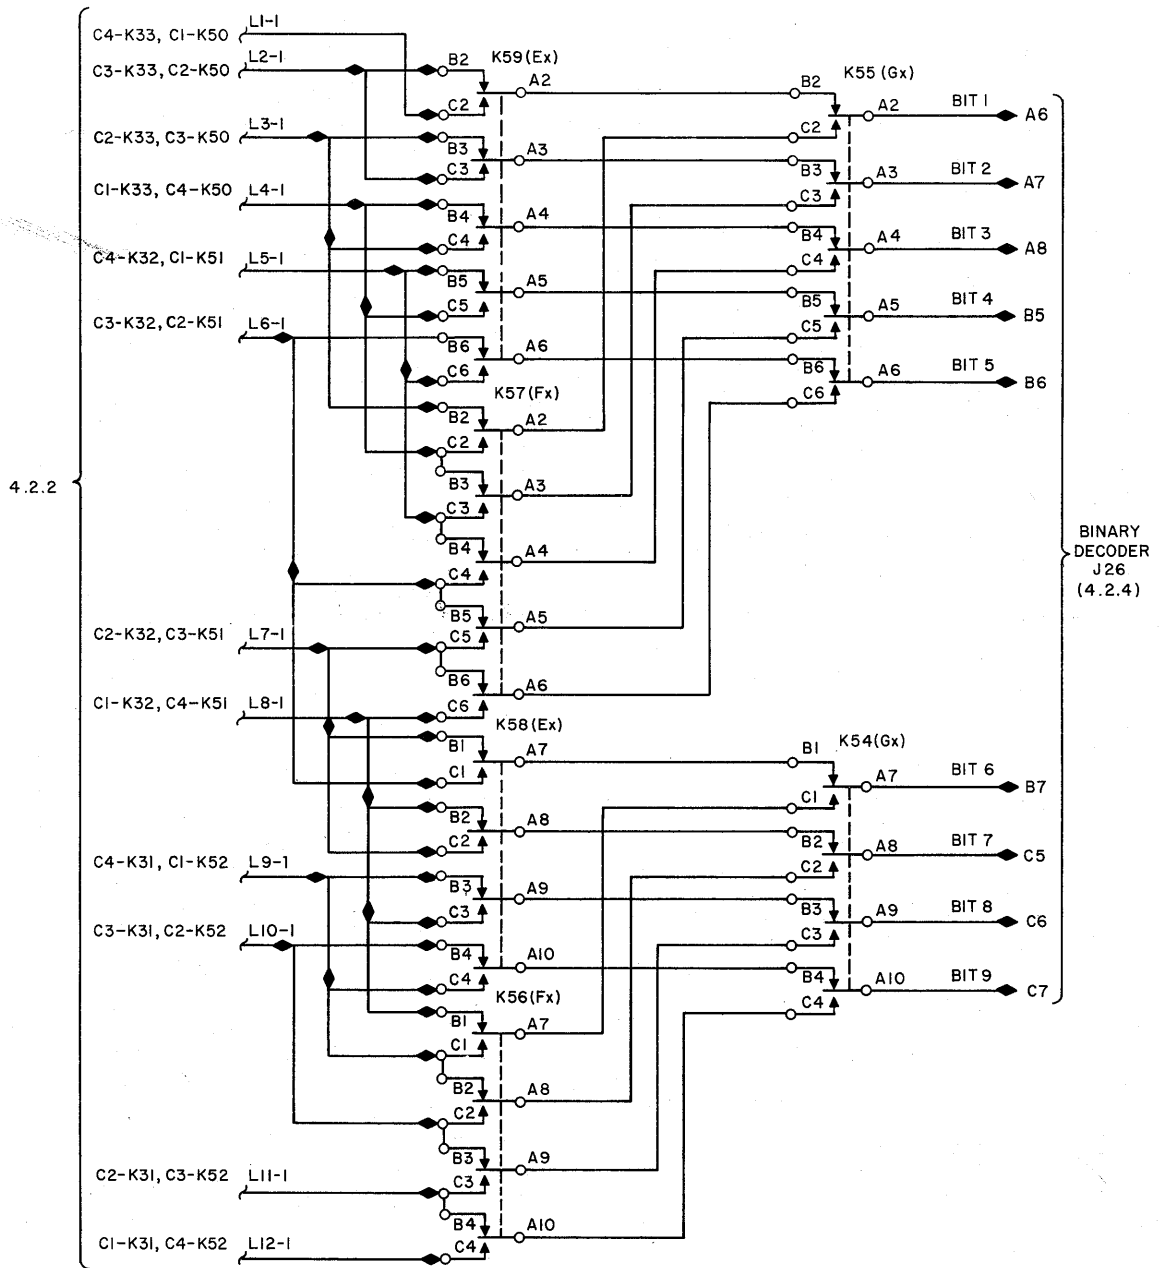 C4-K33, C1-K50 L1-1
C3-K33, C2-K50 L2-1
C2-K33, C3-K50 L3-1
C1-K33, C4-K50 L4-1
C4-K32, C1-K51 L5-1
C3-K32, C2-K51 L6-1
4.2.2
C2-K32, C3-K51 L7-1
C1-K32, C4-K51 L8-1
C4-K31, C1-K52 L9-1
C3-K31, C2-K52 L10-1
C2-K31, C3-K52 L11-1
C1-K31, C4-K52 L12-1
K59(Ex)
B2
A2
C2
B3
A3
C3
B4
A4
C4
B5
A5
C5
B6
A6
C6
K57(Fx)
B2
A2
C2
B3
A3
C3
B4
A4
C4
B5
A5
C5
B6
A6
C6
K58(Ex)
B1
A7
C1
B2
A8
C2
B3
A9
C3
B4
A10
C4
K56(Fx)
B1
A7
C1
B2
A8
C2
B3
A9
C3
B4
A10
C4
K55(Gx)
B2
A2 BIT 1 A6
C2
B3
A3 BIT 2 A7
C3
B4
A4 BIT 3 A8
C4
B5
A5 BIT 4 B5
C5
B6
A6 BIT 5 B6
C6
K54(Gx)
B1
A7 BIT 6 B7
C1
B2
A8 BIT 7 C5
C2
B3
A9 BIT 8 C6
C3
B4
A10 BIT 9 C7
C4
BINARY
DECODER
J26
(4.2.4)